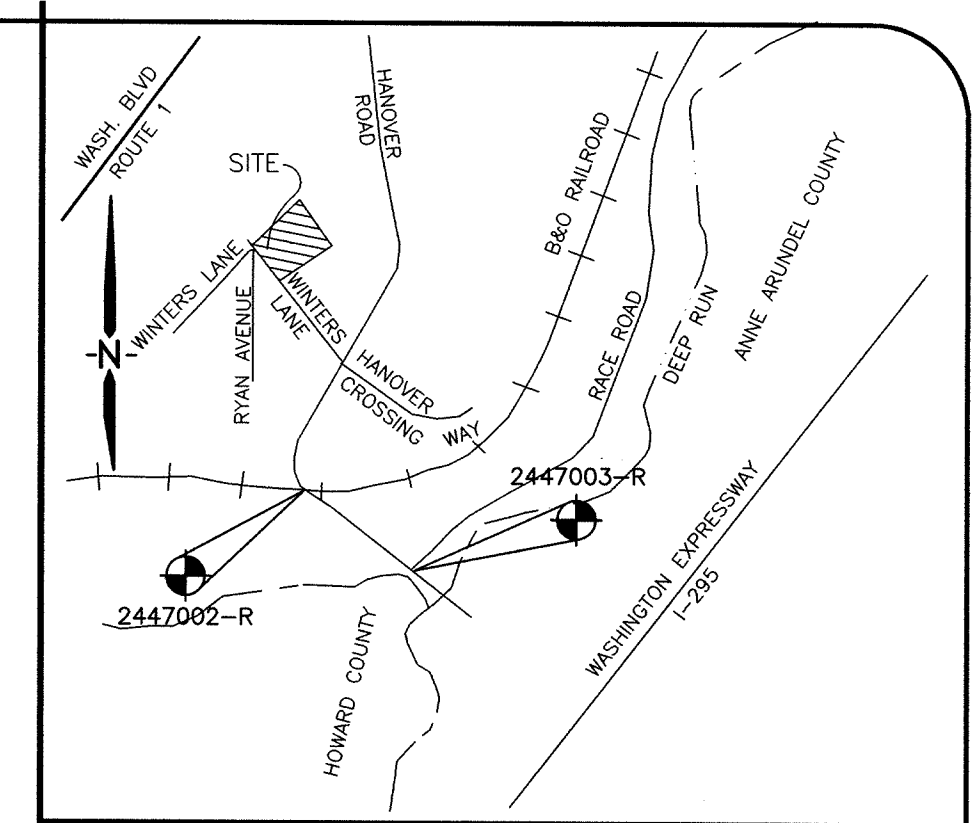 WASH. BLVD
ROUTE 1
HANOVER
ROAD
SITE
B&O RAILROAD
ANNE ARUNDEL COUNTY
WINTERS LANE
WINTERS
LANE
RYAN AVENUE
-N-
HANOVER
CROSSING
WAY
RACE ROAD
DEEP RUN
2447003-R
2447002-R
WASHINGTON EXPRESSWAY
I-295
HOWARD COUNTY